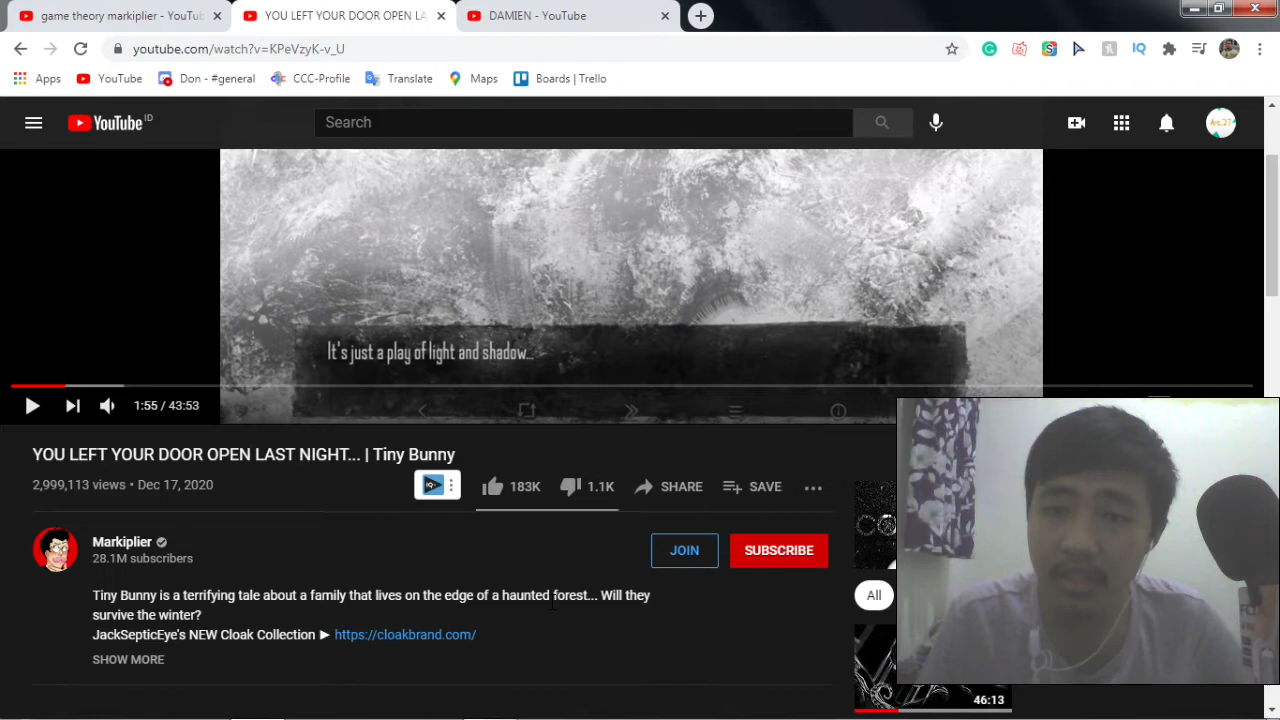 game theory markiplier - YouTu
YOU LEFT YOUR DOOR OPEN LA
DAMIEN - YouTube
youtube.com/watch?v=KPeVzyK-v_U
Apps
YouTube
Don - #general
CCC-Profile
Translate
Maps
Boards | Trello
YouTube ID
Search
Arc.27
It's just a play of light and shadow...
1:55 / 43:53
YOU LEFT YOUR DOOR OPEN LAST NIGHT... | Tiny Bunny
2,999,113 views • Dec 17, 2020
IQ
183K
1.1K
SHARE
SAVE
Markiplier
28.1M subscribers
JOIN
SUBSCRIBE
Tiny Bunny is a terrifying tale about a family that lives on the edge of a haunted forest... Will they
survive the winter?
JackSepticEye's NEW Cloak Collection ► https://cloakbrand.com/
SHOW MORE
All
46:13